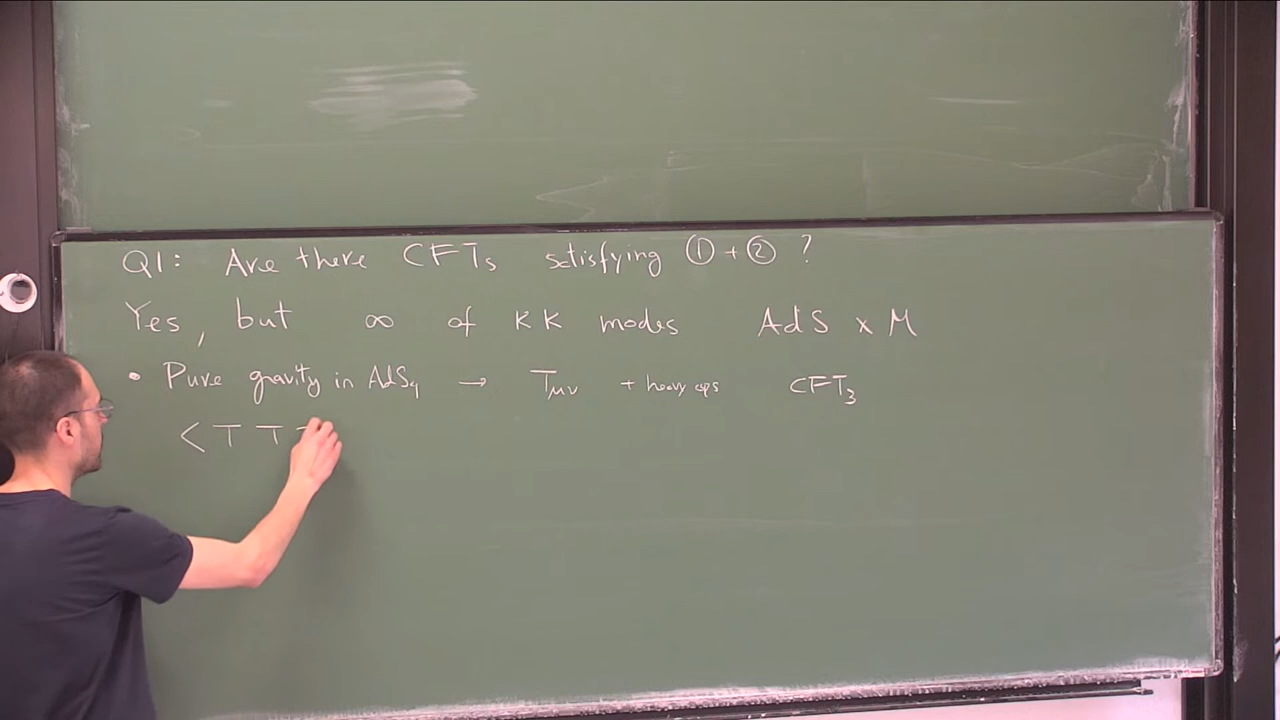 Q1: Are there CFTs satisfying ① + ② ?
Yes, but ∞ of KK modes AdS x M
• Pure gravity in AdS₄ → Tμν + heavy ops CFT₃
< T T T